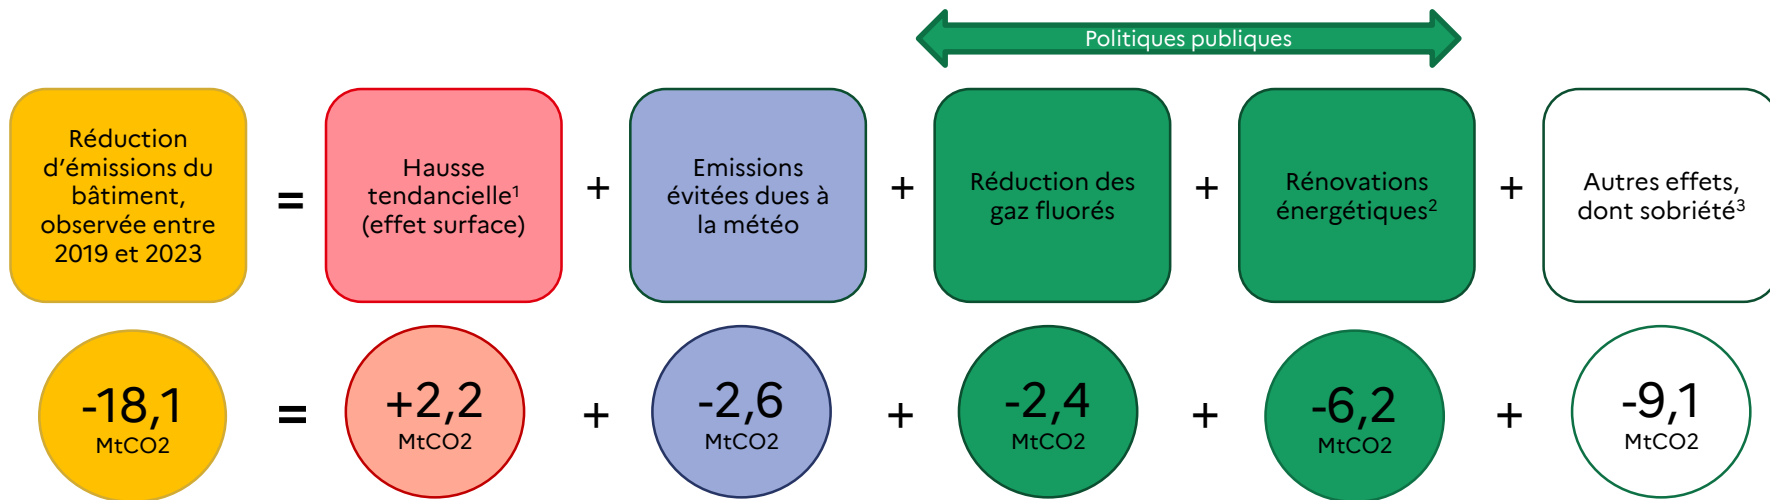 Politiques publiques
Réduction
d'émissions du
bâtiment,
observée entre
2019 et 2023
=
Hausse
tendancielle¹
(effet surface)
+
Emissions
évitées dues à
la météo
+
Réduction des
gaz fluorés
+
Rénovations
énergétiques²
+
Autres effets,
dont sobriété³
-18,1
MtCO2
=
+2,2
MtCO2
+
-2,6
MtCO2
+
-2,4
MtCO2
+
-6,2
MtCO2
+
-9,1
MtCO2